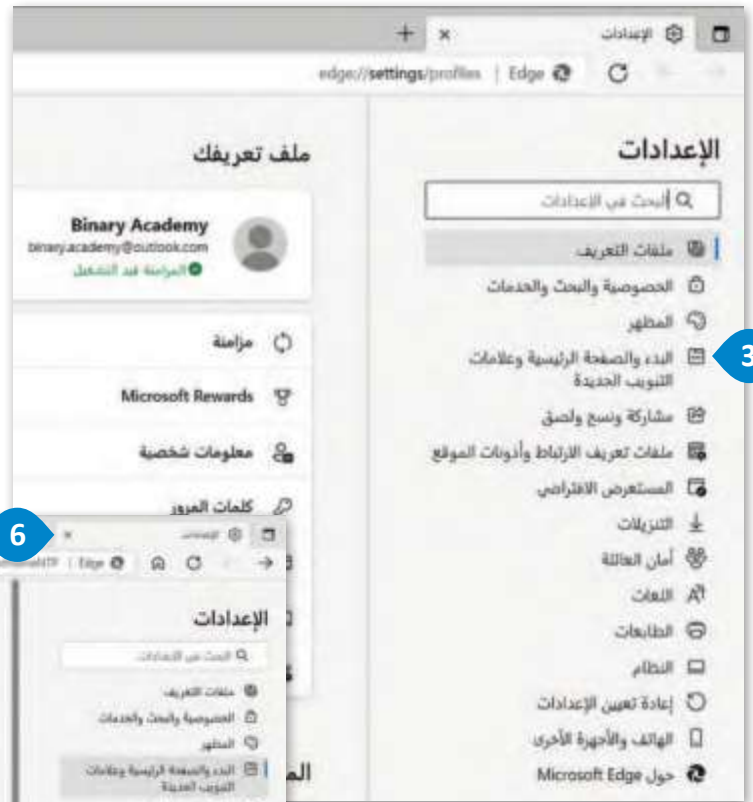 الإعدادات
edge://settings/profiles | Edge
الإعدادات
البحث في الإعدادات
ملفات التعريف
الخصوصية والبحث والخدمات
المظهر
البدء والصفحة الرئيسية وعلامات
التبويب الجديدة
3
مشاركة ونسخ ولصق
ملفات تعريف الارتباط وأذونات الموقع
المستعرض الافتراضي
التنزيلات
أمان العائلة
اللغات
الطابعات
النظام
إعادة تعيين الإعدادات
الهاتف والأجهزة الأخرى
حول Microsoft Edge
ملف تعريفك
Binary Academy
binary.academy@outlook.com
المزامنة قيد التشغيل
مزامنة
Microsoft Rewards
معلومات شخصية
كلمات المرور
6
الإعدادات
Edge
الإعدادات
البحث في الإعدادات
ملفات التعريف
الخصوصية والبحث والخدمات
المظهر
البدء والصفحة الرئيسية وعلامات
التبويب الجديدة